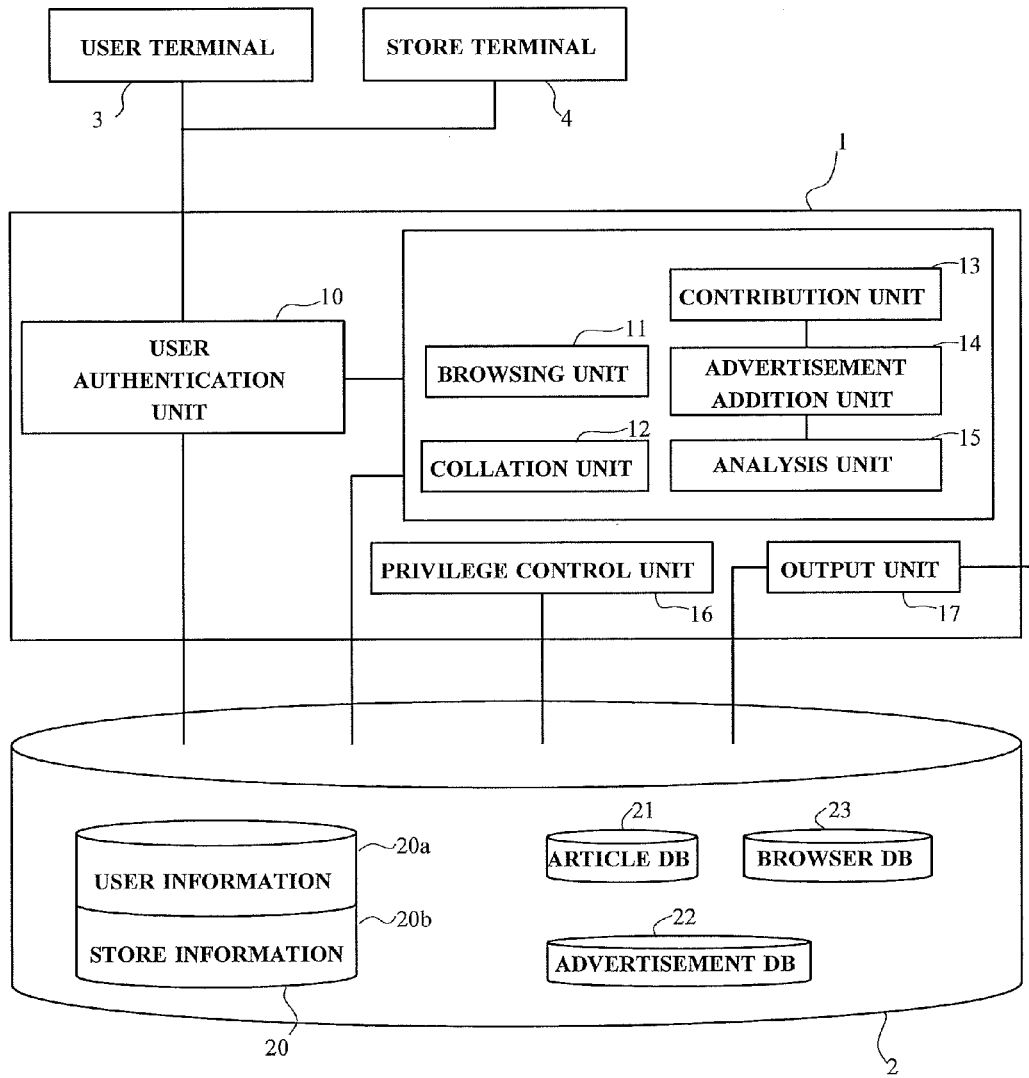 USER TERMINAL
STORE TERMINAL
3
4
1
10
USER
AUTHENTICATION
UNIT
11
BROWSING UNIT
12
COLLATION UNIT
13
CONTRIBUTION UNIT
14
ADVERTISEMENT
ADDITION UNIT
15
ANALYSIS UNIT
PRIVILEGE CONTROL UNIT
16
OUTPUT UNIT
17
20a
USER INFORMATION
20b
STORE INFORMATION
20
21
ARTICLE DB
23
BROWSER DB
22
ADVERTISEMENT DB
2